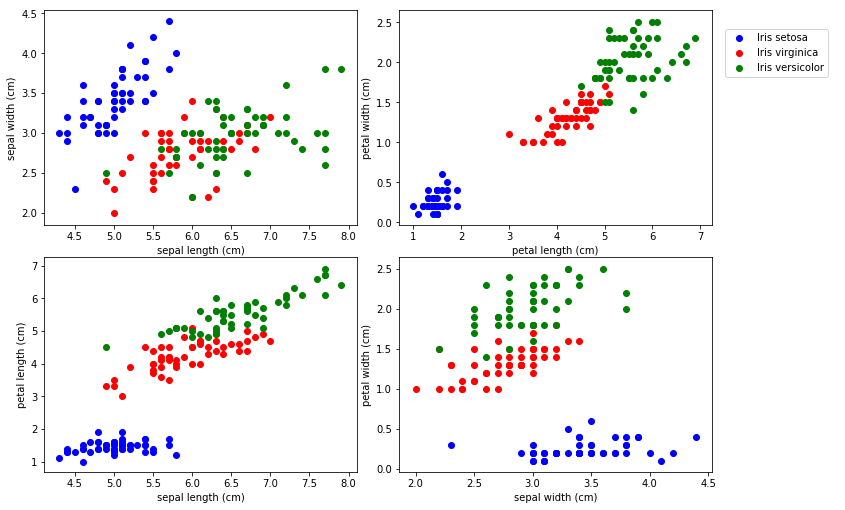 4.5
4.0
3.5
3.0
2.5
2.0
sepal width (cm)
4.5 5.0 5.5 6.0 6.5 7.0 7.5 8.0
sepal length (cm)
2.5
2.0
1.5
1.0
0.5
0.0
petal width (cm)
1 2 3 4 5 6 7
petal length (cm)
Iris setosa
Iris virginica
Iris versicolor
7
6
5
4
3
2
1
petal length (cm)
4.5 5.0 5.5 6.0 6.5 7.0 7.5 8.0
sepal length (cm)
2.5
2.0
1.5
1.0
0.5
0.0
petal width (cm)
2.0 2.5 3.0 3.5 4.0 4.5
sepal width (cm)